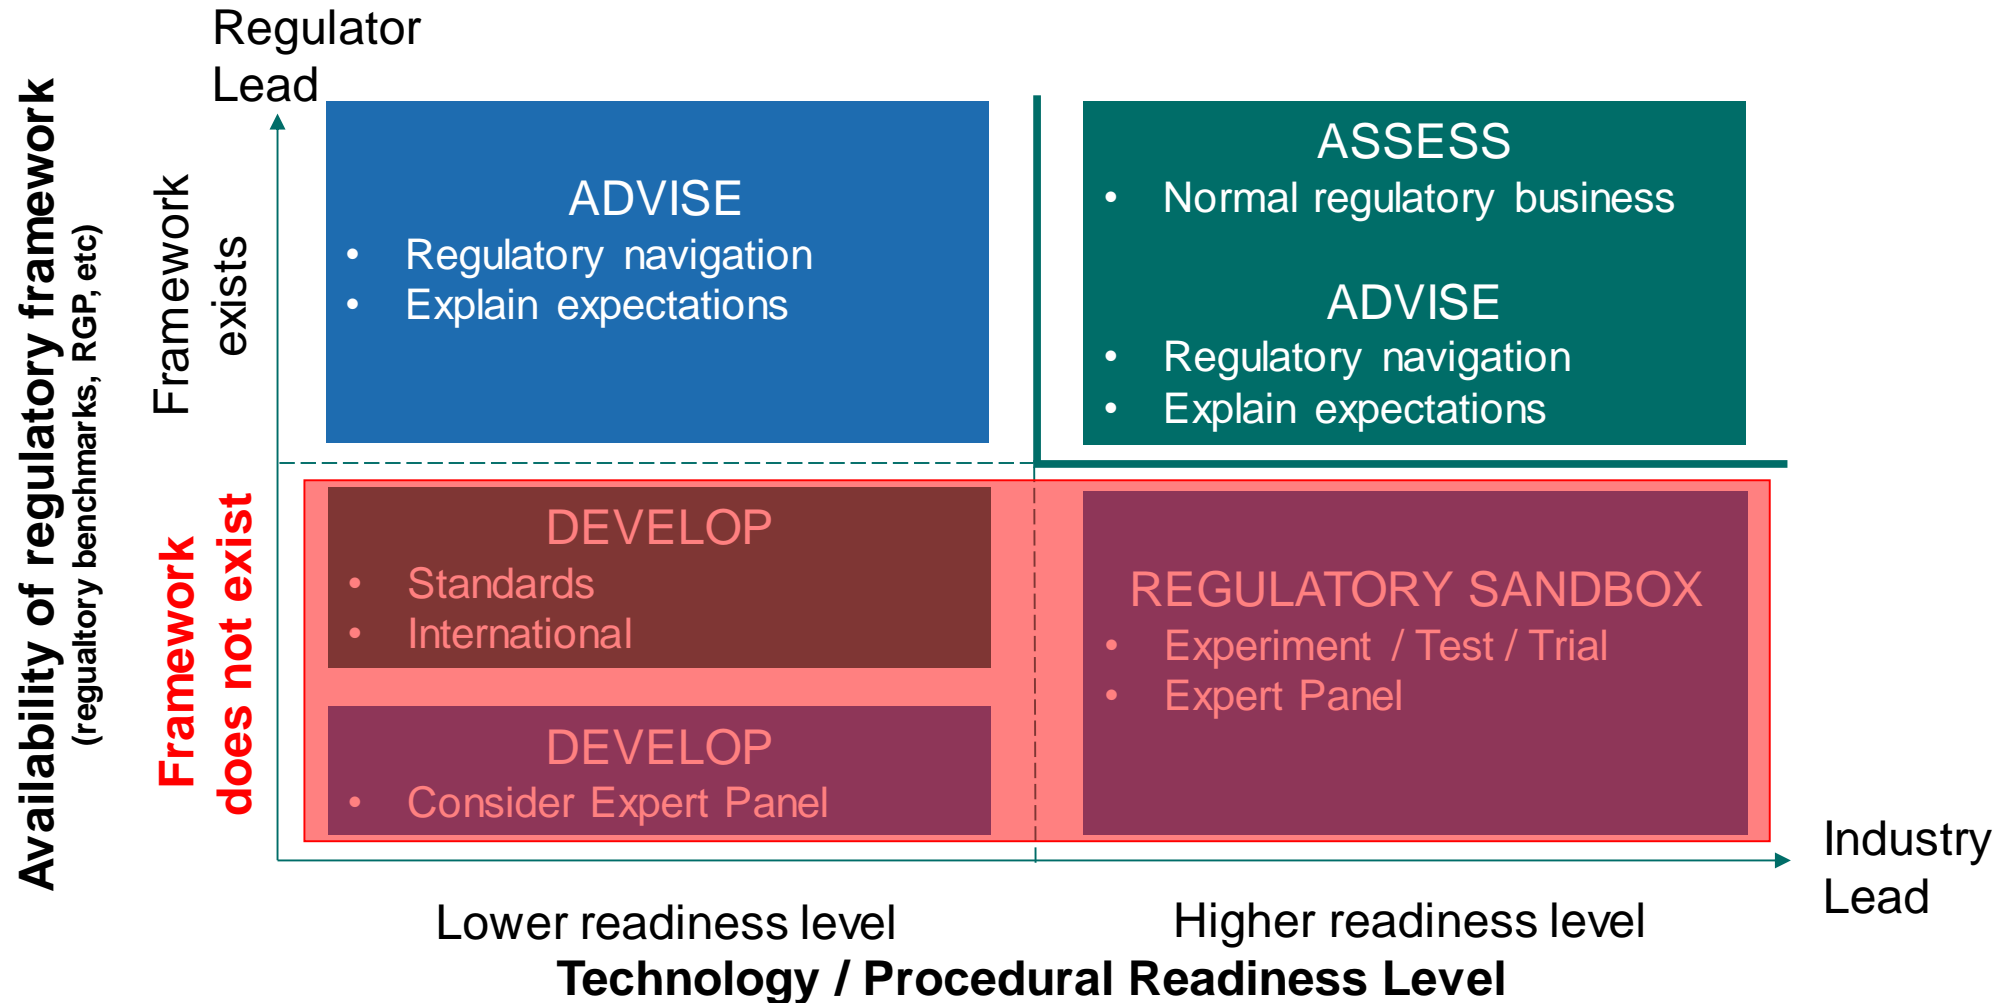 Regulator
Lead
Availability of regulatory framework
(regualtory benchmarks, RGP, etc)
Framework
exists
ADVISE
• Regulatory navigation
• Explain expectations
ASSESS
• Normal regulatory business
ADVISE
• Regulatory navigation
• Explain expectations
Framework
does not exist
DEVELOP
• Standards
• International
DEVELOP
• Consider Expert Panel
REGULATORY SANDBOX
• Experiment / Test / Trial
• Expert Panel
Industry
Lead
Lower readiness level
Higher readiness level
Technology / Procedural Readiness Level